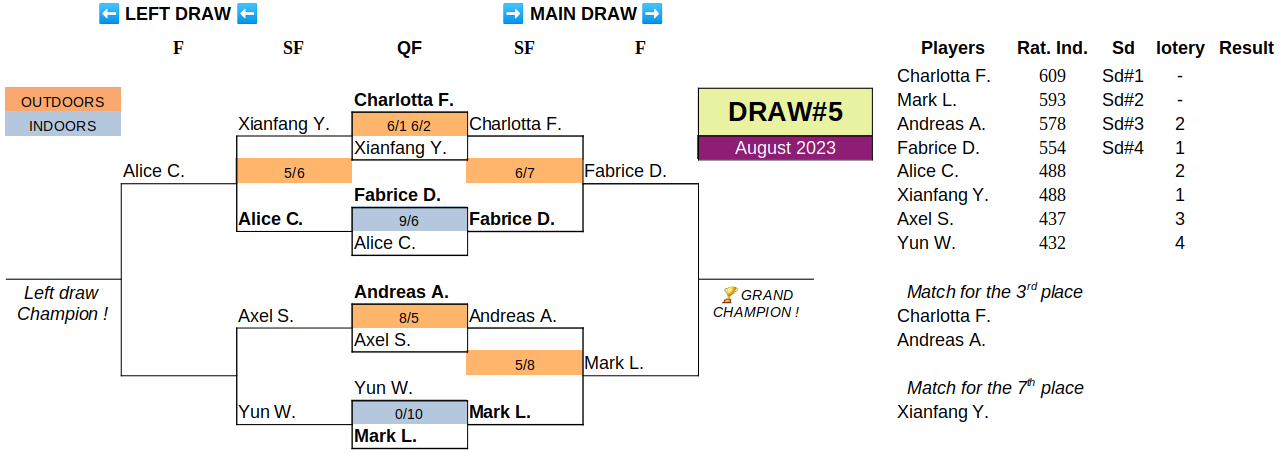 ⬅ LEFT DRAW ⬅
➡ MAIN DRAW ➡
F SF QF SF F
OUTDOORS
INDOORS
Charlotta F.
Xianfang Y. 6/1 6/2 Charlotta F.
Xianfang Y.
Alice C. 5/6 6/7 Fabrice D.
Fabrice D.
Alice C. 9/6 Fabrice D.
Alice C.
Left draw
Champion !
Andreas A.
Axel S. 8/5 Andreas A.
Axel S.
5/8 Mark L.
Yun W.
Yun W. 0/10 Mark L.
Mark L.
DRAW#5
August 2023
🏆 GRAND
CHAMPION !
Players Rat. Ind. Sd lotery Result
Charlotta F. 609 Sd#1 -
Mark L. 593 Sd#2 -
Andreas A. 578 Sd#3 2
Fabrice D. 554 Sd#4 1
Alice C. 488 2
Xianfang Y. 488 1
Axel S. 437 3
Yun W. 432 4
Match for the 3rd place
Charlotta F.
Andreas A.
Match for the 7th place
Xianfang Y.